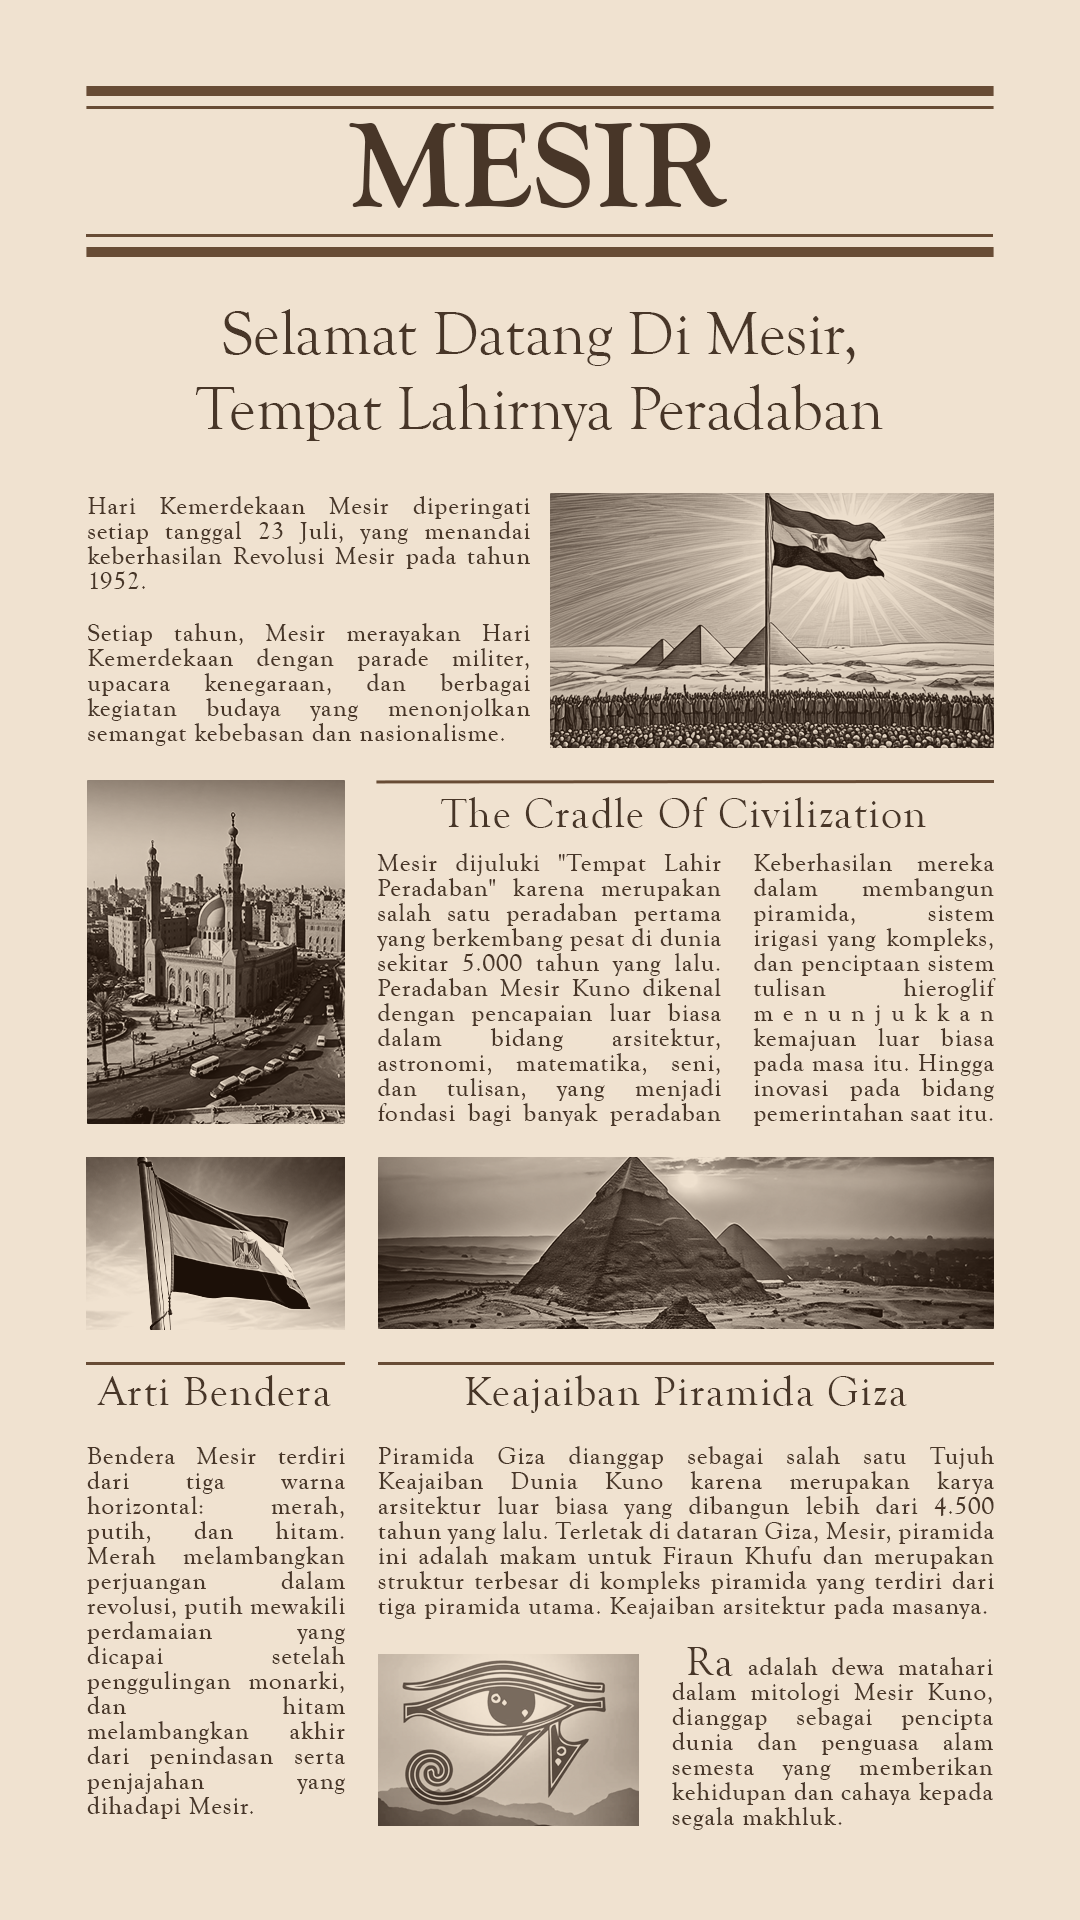 MESIR
Selamat Datang Di Mesir,
Tempat Lahirnya Peradaban
Hari Kemerdekaan Mesir diperingati
setiap tanggal 23 Juli, yang menandai
keberhasilan Revolusi Mesir pada tahun
1952.
Setiap tahun, Mesir merayakan Hari
Kemerdekaan dengan parade militer,
upacara kenegaraan, dan berbagai
kegiatan budaya yang menonjolkan
semangat kebebasan dan nasionalisme.
The Cradle Of Civilization
Mesir dijuluki "Tempat Lahir
Peradaban" karena merupakan
salah satu peradaban pertama
yang berkembang pesat di dunia
sekitar 5.000 tahun yang lalu.
Peradaban Mesir Kuno dikenal
dengan pencapaian luar biasa
dalam bidang arsitektur,
astronomi, matematika, seni,
dan tulisan, yang menjadi
fondasi bagi banyak peradaban
Keberhasilan mereka
dalam membangun
piramida, sistem
irigasi yang kompleks,
dan penciptaan sistem
tulisan hieroglif
menunjukkan
kemajuan luar biasa
pada masa itu. Hingga
inovasi pada bidang
pemerintahan saat itu.
Arti Bendera
Bendera Mesir terdiri
dari tiga warna
horizontal: merah,
putih, dan hitam.
Merah melambangkan
perjuangan dalam
revolusi, putih mewakili
perdamaian yang
dicapai setelah
penggulingan monarki,
dan hitam
melambangkan akhir
dari penindasan serta
penjajahan yang
dihadapi Mesir.
Keajaiban Piramida Giza
Piramida Giza dianggap sebagai salah satu Tujuh
Keajaiban Dunia Kuno karena merupakan karya
arsitektur luar biasa yang dibangun lebih dari 4.500
tahun yang lalu. Terletak di dataran Giza, Mesir, piramida
ini adalah makam untuk Firaun Khufu dan merupakan
struktur terbesar di kompleks piramida yang terdiri dari
tiga piramida utama. Keajaiban arsitektur pada masanya.
Ra adalah dewa matahari
dalam mitologi Mesir Kuno,
dianggap sebagai pencipta
dunia dan penguasa alam
semesta yang memberikan
kehidupan dan cahaya kepada
segala makhluk.